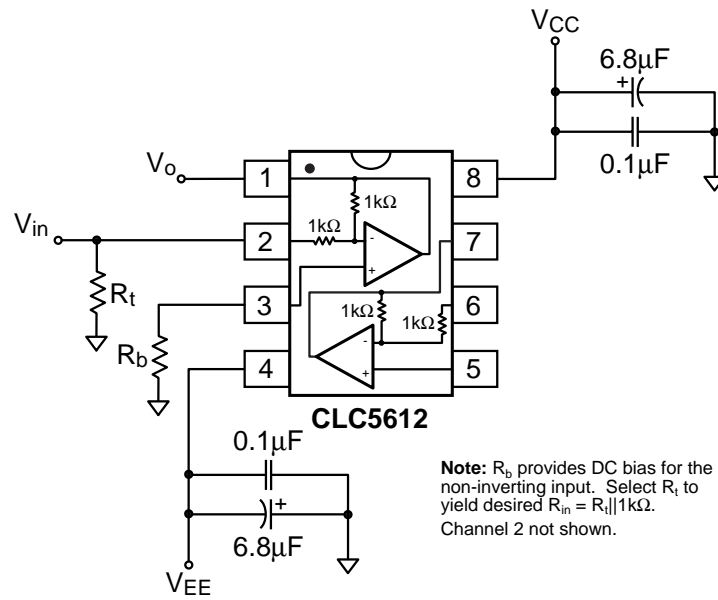 VCC
6.8μF
+
0.1μF
Vo
1
8
1kΩ
Vin
2
1kΩ
-
7
+
Rt
3
1kΩ
6
1kΩ
Rb
-
4
+
5
CLC5612
0.1μF
+
6.8μF
VEE
Note: Rb provides DC bias for the
non-inverting input. Select Rt to
yield desired Rin = Rt||1kΩ.
Channel 2 not shown.